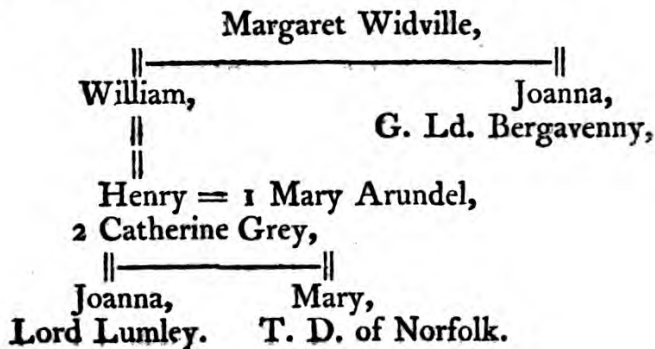 Margaret Widville,
William, Joanna,
G. Ld. Bergavenny,
Henry = 1 Mary Arundel,
2 Catherine Grey,
Joanna, Mary,
Lord Lumley. T. D. of Norfolk.